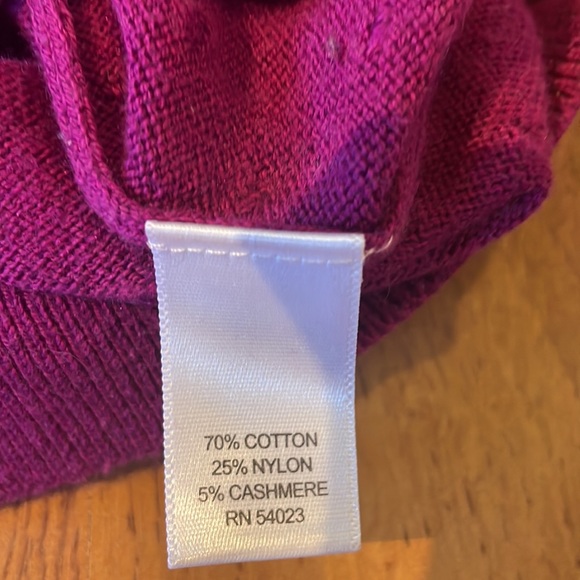 70% COTTON
25% NYLON
5% CASHMERE
RN 54023